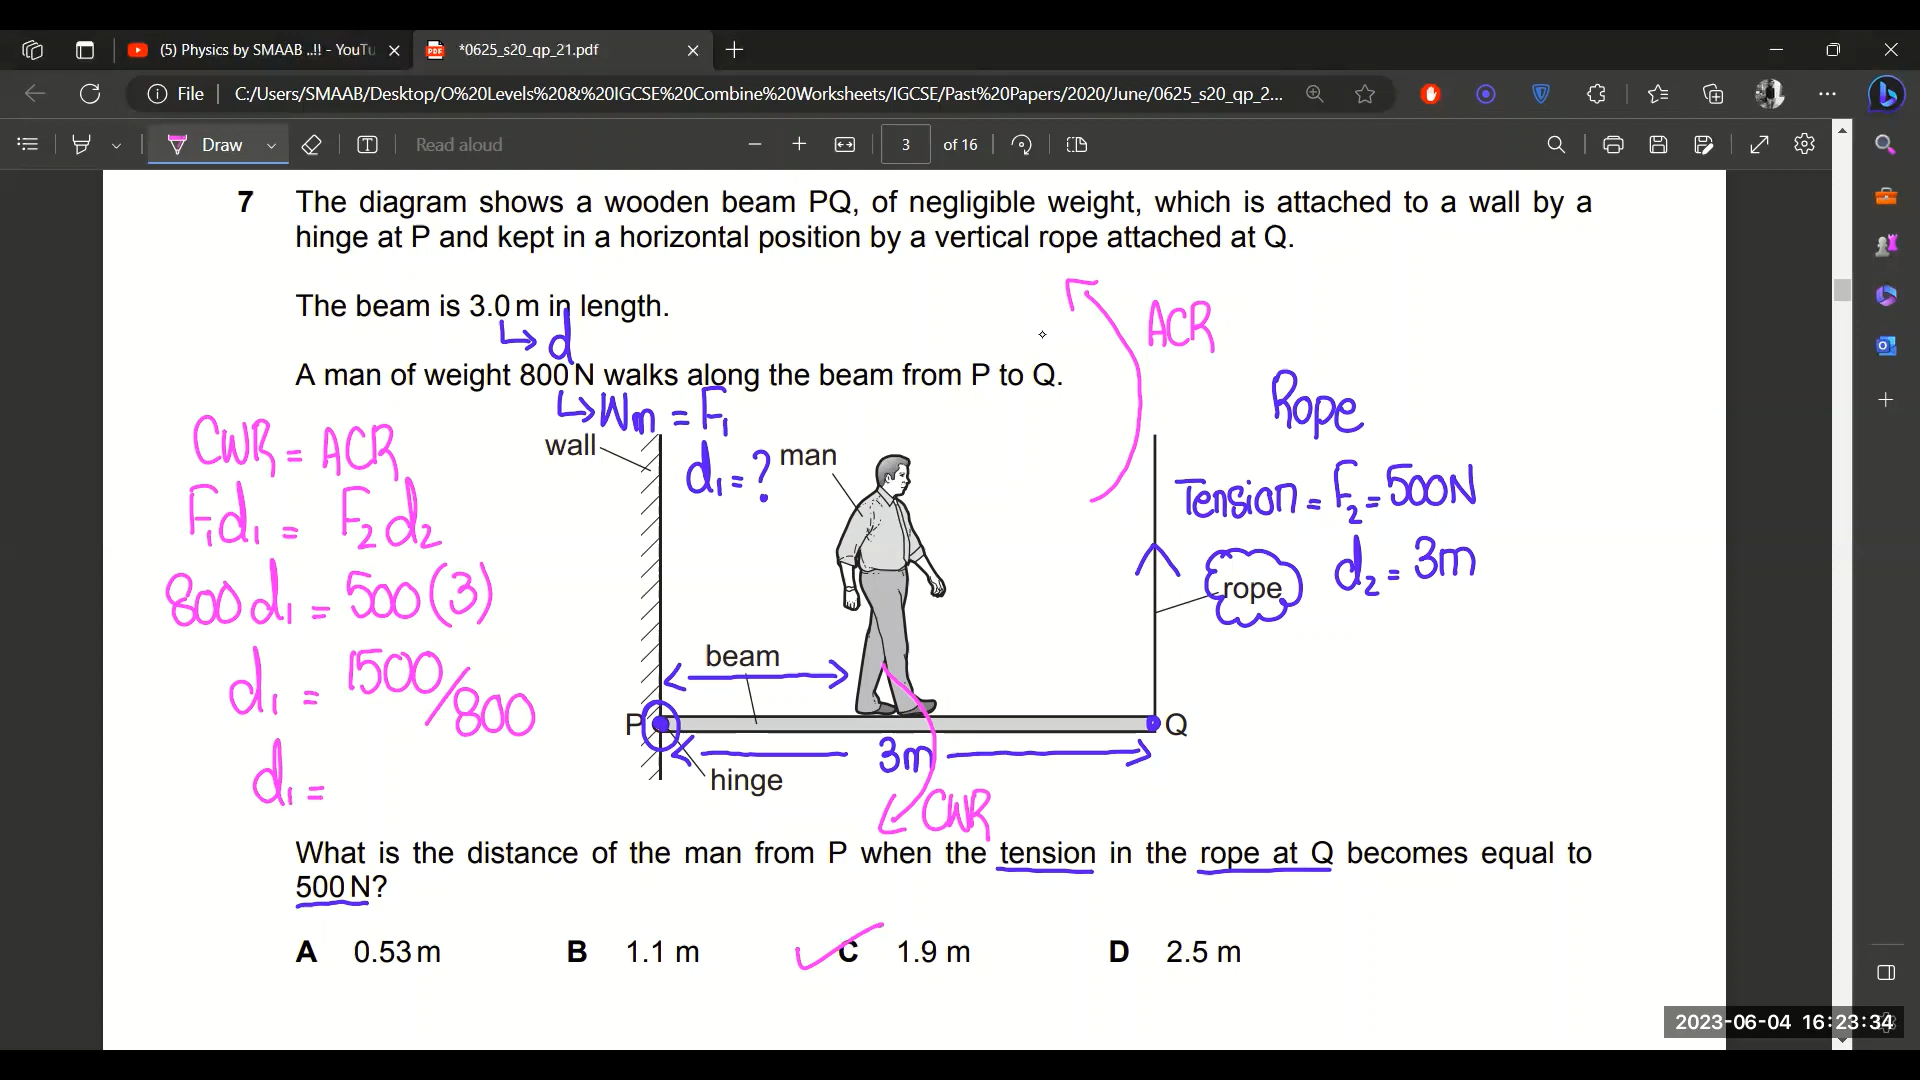 (5) Physics by SMAAB ..!! - YouTu
*0625_s20_qp_21.pdf
File
C:/Users/SMAAB/Desktop/O%20Levels%20&%20IGCSE%20Combine%20Worksheets/IGCSE/Past%20Papers/2020/June/0625_s20_qp_2...
Draw
Read aloud
3 of 16
7 The diagram shows a wooden beam PQ, of negligible weight, which is attached to a wall by a
hinge at P and kept in a horizontal position by a vertical rope attached at Q.
The beam is 3.0 m in length.
d
ACR
A man of weight 800 N walks along the beam from P to Q.
Wm = F1
Rope
CWR = ACR
wall
d1 = ?
man
Tension = F2 = 500N
F1d1 = F2d2
d2 = 3m
rope
800 d1 = 500 (3)
beam
d1 = 1500/800
P
Q
3m
hinge
d1 =
CWR
What is the distance of the man from P when the tension in the rope at Q becomes equal to
500 N?
A 0.53 m B 1.1 m C 1.9 m D 2.5 m
2023-06-04 16:23:34